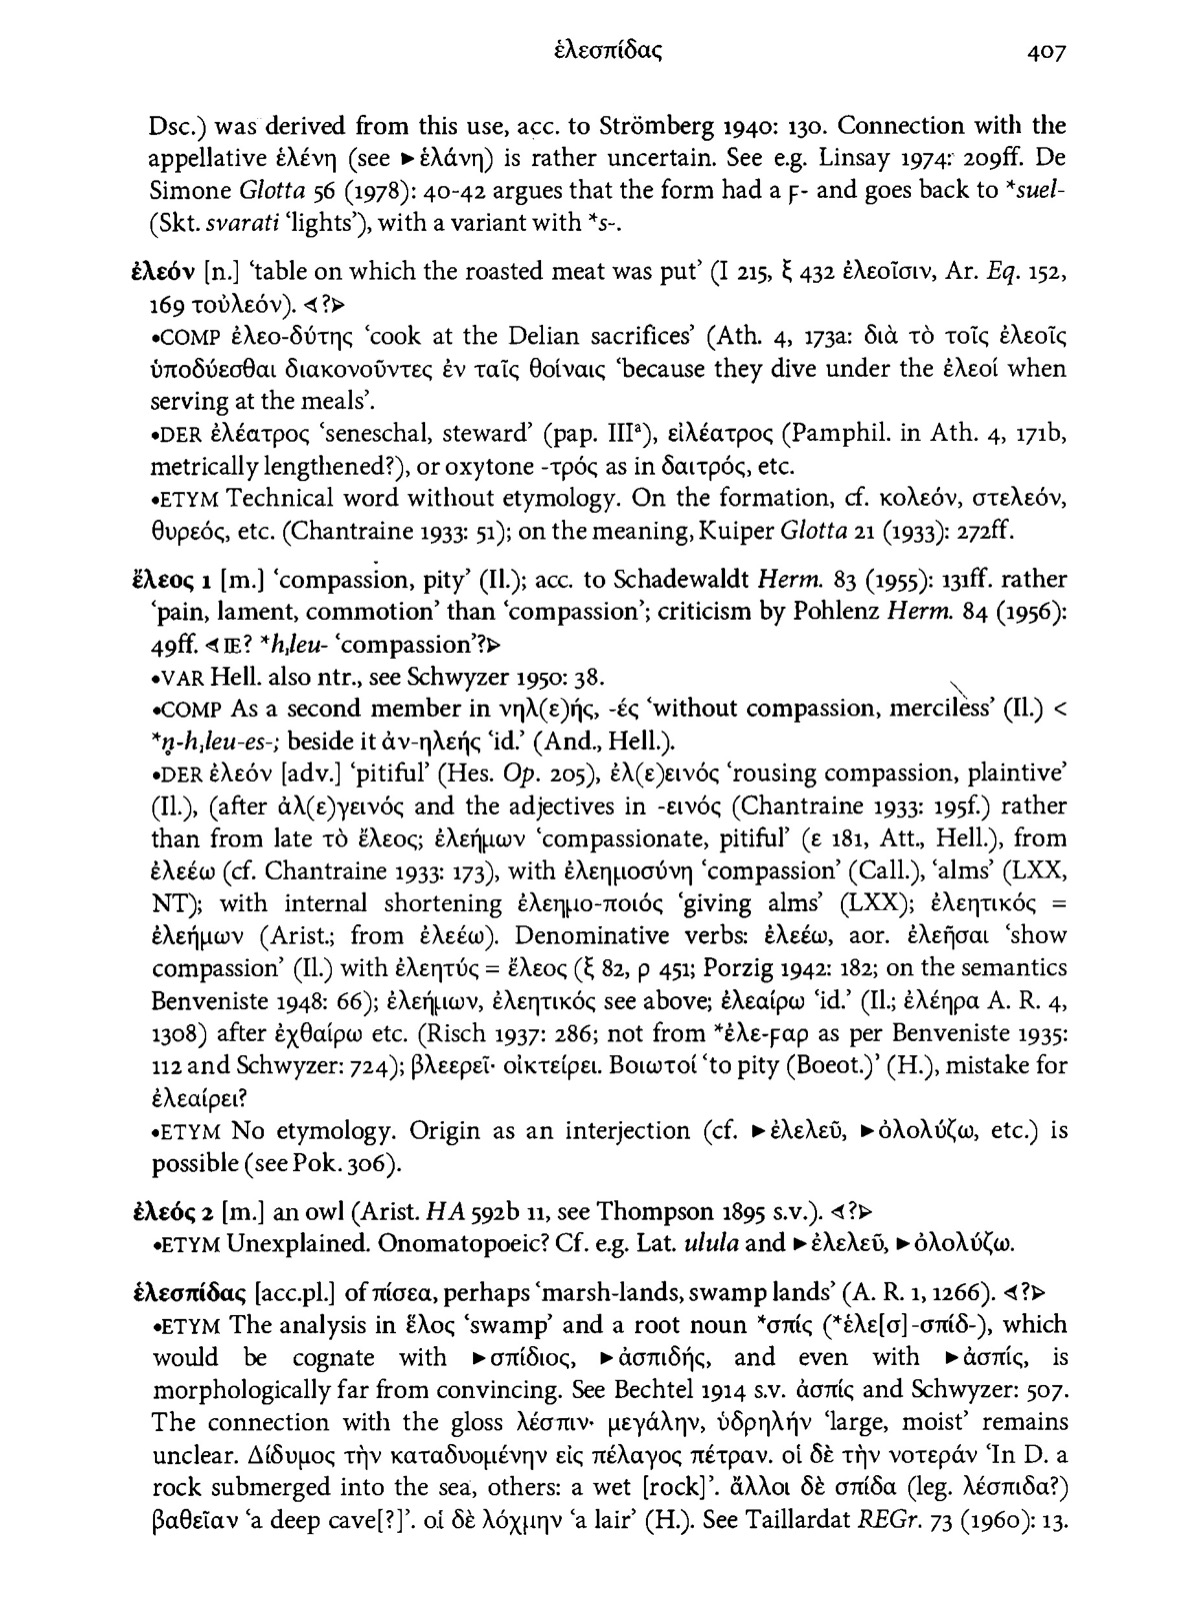 ἑλεσπίδας 407
Dsc.) was derived from this use, acc. to Strömberg 1940: 130. Connection with the
appellative ἑλένη (see ►ἑλάνη) is rather uncertain. See e.g. Linsay 1974: 209ff. De
Simone Glotta 56 (1978): 40-42 argues that the form had a ϝ- and goes back to *suel-
(Skt. svarati ‘lights’), with a variant with *s-.
ἐλεόν [n.] ‘table on which the roasted meat was put’ (I 215, ξ 432 ἐλεοῖσιν, Ar. Eq. 152,
169 τοὐλεόν). ⊲?⊳
•COMP ἐλεο-δύτης ‘cook at the Delian sacrifices’ (Ath. 4, 173a: διὰ τὸ τοῖς ἐλεοῖς
ὑποδύεσθαι διακονοῦντες ἐν ταῖς θοίναις ‘because they dive under the ἐλεοί when
serving at the meals’.
•DER ἐλέατρος ‘seneschal, steward’ (pap. IIIᵃ), εἰλέατρος (Pamphil. in Ath. 4, 171b,
metrically lengthened?), or oxytone -τρός as in δαιτρός, etc.
•ETYM Technical word without etymology. On the formation, cf. κολεόν, στελεόν,
θυρεός, etc. (Chantraine 1933: 51); on the meaning, Kuiper Glotta 21 (1933): 272ff.
ἔλεος 1 [m.] ‘compassion, pity’ (Il.); acc. to Schadewaldt Herm. 83 (1955): 131ff. rather
‘pain, lament, commotion’ than ‘compassion’; criticism by Pohlenz Herm. 84 (1956):
49ff. ⊲IE? *h₁leu- ‘compassion’?⊳
•VAR Hell. also ntr., see Schwyzer 1950: 38.
•COMP As a second member in νηλ(ε)ής, -ές ‘without compassion, merciless’ (Il.) <
*n̥-h₁leu-es-; beside it ἀν-ηλεής ‘id.’ (And., Hell.).
•DER ἐλεόν [adv.] ‘pitiful’ (Hes. Op. 205), ἐλ(ε)εινός ‘rousing compassion, plaintive’
(Il.), (after ἀλ(ε)γεινός and the adjectives in -εινός (Chantraine 1933: 195f.) rather
than from late τὸ ἔλεος; ἐλεήμων ‘compassionate, pitiful’ (ε 181, Att., Hell.), from
ἐλεέω (cf. Chantraine 1933: 173), with ἐλεημοσύνη ‘compassion’ (Call.), ‘alms’ (LXX,
NT); with internal shortening ἐλεημο-ποιός ‘giving alms’ (LXX); ἐλεητικός =
ἐλεήμων (Arist.; from ἐλεέω). Denominative verbs: ἐλεέω, aor. ἐλεῆσαι ‘show
compassion’ (Il.) with ἐλεητύς = ἔλεος (ξ 82, ρ 451; Porzig 1942: 182; on the semantics
Benveniste 1948: 66); ἐλεήμων, ἐλεητικός see above; ἐλεαίρω ‘id.’ (Il.; ἐλέηρα A. R. 4,
1308) after ἐχθαίρω etc. (Risch 1937: 286; not from *ἐλε-ϝαρ as per Benveniste 1935:
112 and Schwyzer: 724); βλεερεῖ· οἰκτείρει. Βοιωτοί ‘to pity (Boeot.)’ (H.), mistake for
ἐλεαίρει?
•ETYM No etymology. Origin as an interjection (cf. ►ἐλελεῦ, ►ὀλολύζω, etc.) is
possible (see Pok. 306).
ἐλεός 2 [m.] an owl (Arist. HA 592b 11, see Thompson 1895 s.v.). ⊲?⊳
•ETYM Unexplained. Onomatopoeic? Cf. e.g. Lat. ulula and ►ἐλελεῦ, ►ὀλολύζω.
ἑλεσπίδας [acc.pl.] of πίσεα, perhaps ‘marsh-lands, swamp lands’ (A. R. 1, 1266). ⊲?⊳
•ETYM The analysis in ἕλος ‘swamp’ and a root noun *σπίς (*ἑλε[σ]-σπίδ-), which
would be cognate with ►σπίδιος, ►ἀσπιδής, and even with ►ἀσπίς, is
morphologically far from convincing. See Bechtel 1914 s.v. ἀσπίς and Schwyzer: 507.
The connection with the gloss λέσπιν· μεγάλην, ὑδρηλήν ‘large, moist’ remains
unclear. Δίδυμος τὴν καταδυομένην εἰς πέλαγος πέτραν. οἱ δὲ τὴν νοτεράν ‘In D. a
rock submerged into the sea, others: a wet [rock]’. ἄλλοι δὲ σπίδα (leg. λέσπιδα?)
βαθεῖαν ‘a deep cave[?]’. οἱ δὲ λόχμην ‘a lair’ (H.). See Taillardat REGr. 73 (1960): 13.